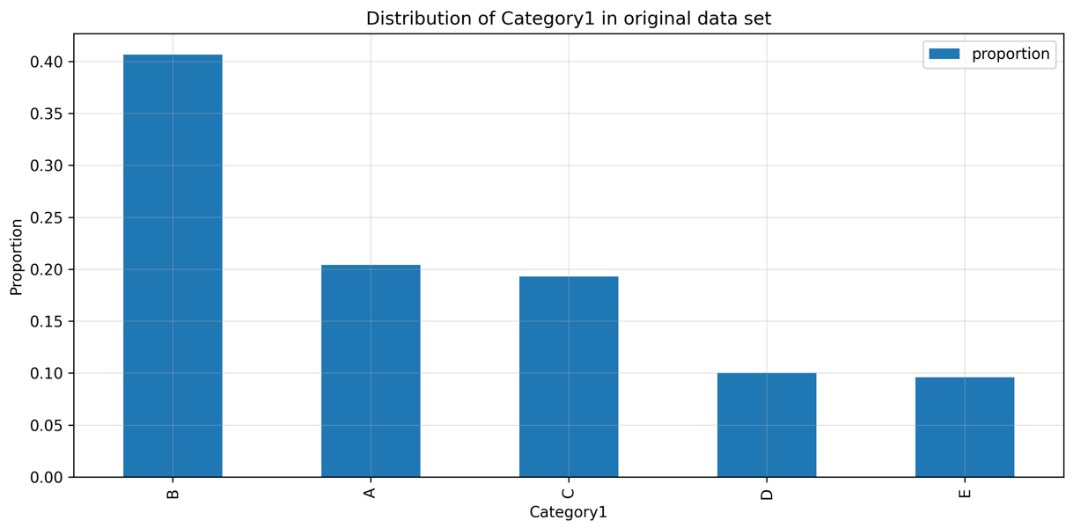 Distribution of Category1 in original data set
proportion
Proportion
0.40
0.35
0.30
0.25
0.20
0.15
0.10
0.05
0.00
B
A
C
D
E
Category1